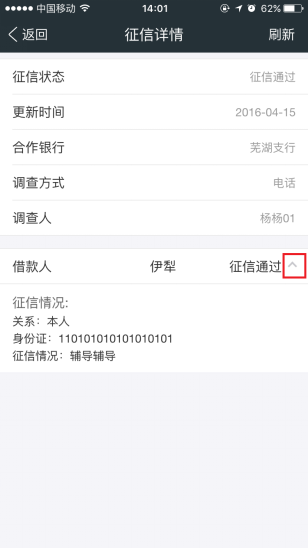 中国移动 14:01 62%
返回 征信详情 刷新
征信状态 征信通过
更新时间 2016-04-15
合作银行 芜湖支行
调查方式 电话
调查人 杨杨01
借款人 伊犁 征信通过
征信情况:
关系：本人
身份证：110101010101010101
征信情况：辅导辅导